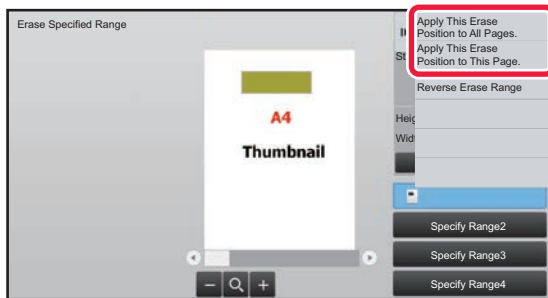 Erase Specified Range
Apply This Erase
Position to All Pages.
Apply This Erase
Position to This Page.
Reverse Erase Range
A4
Thumbnail
Specify Range2
Specify Range3
Specify Range4